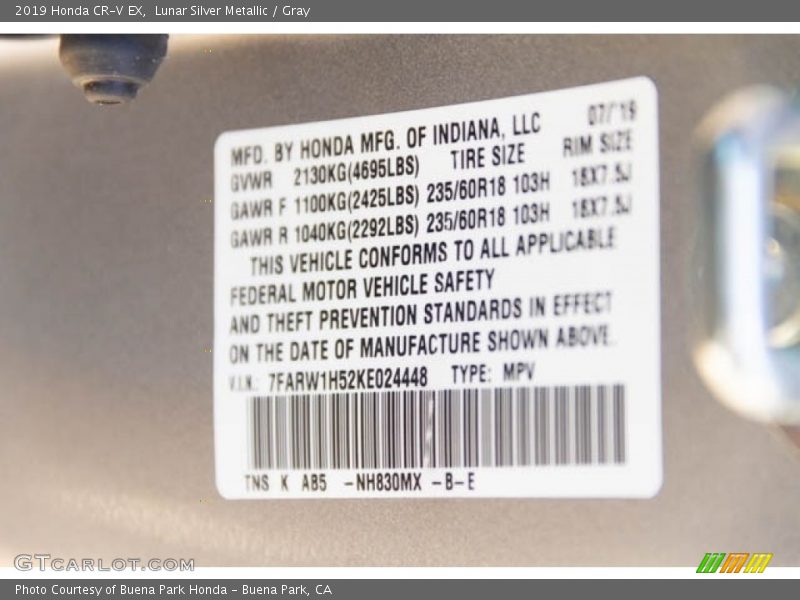 2019 Honda CR-V EX, Lunar Silver Metallic / Gray
MFD. BY HONDA MFG. OF INDIANA, LLC 07/'19
GVWR 2130KG(4695LBS) TIRE SIZE RIM SIZE
GAWR F 1100KG(2425LBS) 235/60R18 103H 18X7.5J
GAWR R 1040KG(2292LBS) 235/60R18 103H 18X7.5J
THIS VEHICLE CONFORMS TO ALL APPLICABLE
FEDERAL MOTOR VEHICLE SAFETY
AND THEFT PREVENTION STANDARDS IN EFFECT
ON THE DATE OF MANUFACTURE SHOWN ABOVE.
V.I.N.: 7FARW1H52KE024448 TYPE: MPV
TNS K AB5 -NH830MX -B-E
GTCARLOT.COM
Photo Courtesy of Buena Park Honda - Buena Park, CA